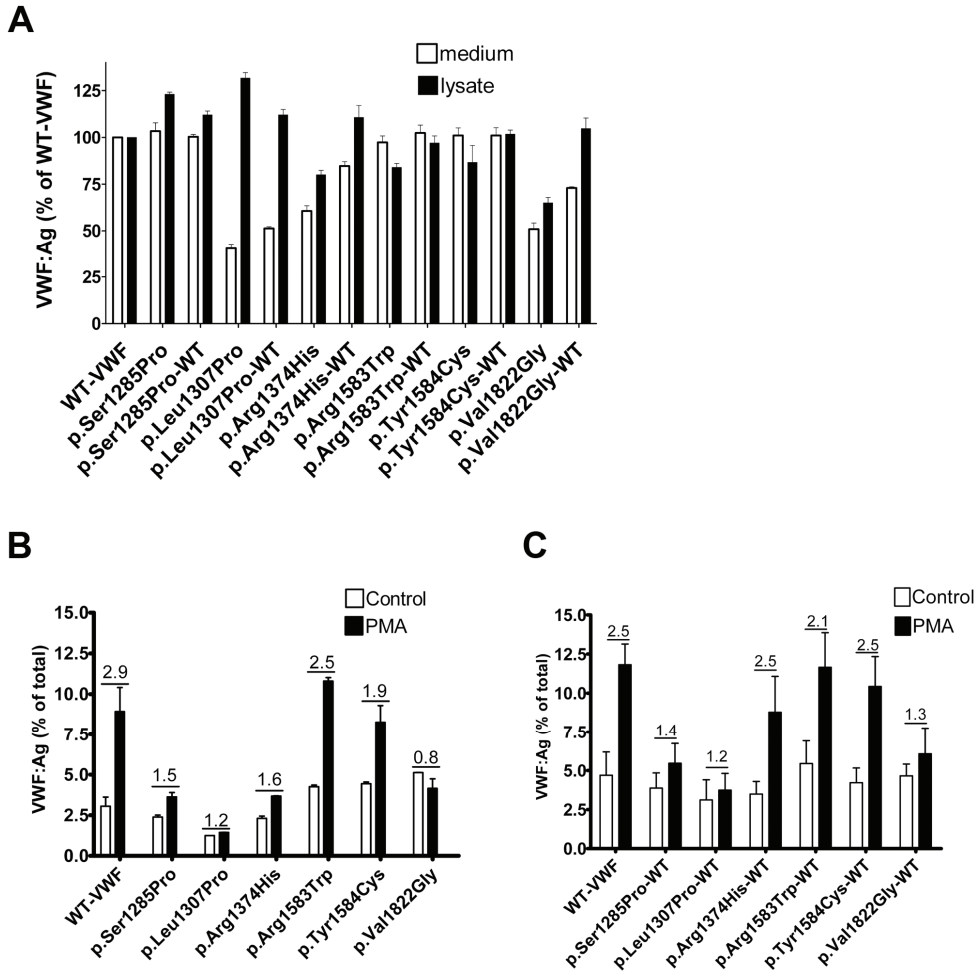 A
medium
lysate
VWF:Ag (% of WT-VWF)
125
100
75
50
25
0
WT-VWF
p.Ser1285Pro
p.Ser1285Pro-WT
p.Leu1307Pro
p.Leu1307Pro-WT
p.Arg1374His
p.Arg1374His-WT
p.Arg1583Trp
p.Arg1583Trp-WT
p.Tyr1584Cys
p.Tyr1584Cys-WT
p.Val1822Gly
p.Val1822Gly-WT
B
Control
PMA
VWF:Ag (% of total)
15.0
12.5
10.0
7.5
5.0
2.5
0.0
2.9
1.5
1.2
1.6
2.5
1.9
0.8
WT-VWF
p.Ser1285Pro
p.Leu1307Pro
p.Arg1374His
p.Arg1583Trp
p.Tyr1584Cys
p.Val1822Gly
C
Control
PMA
VWF:Ag (% of total)
15.0
12.5
10.0
7.5
5.0
2.5
0.0
2.5
1.4
1.2
2.5
2.1
2.5
1.3
WT-VWF
p.Ser1285Pro-WT
p.Leu1307Pro-WT
p.Arg1374His-WT
p.Arg1583Trp-WT
p.Tyr1584Cys-WT
p.Val1822Gly-WT